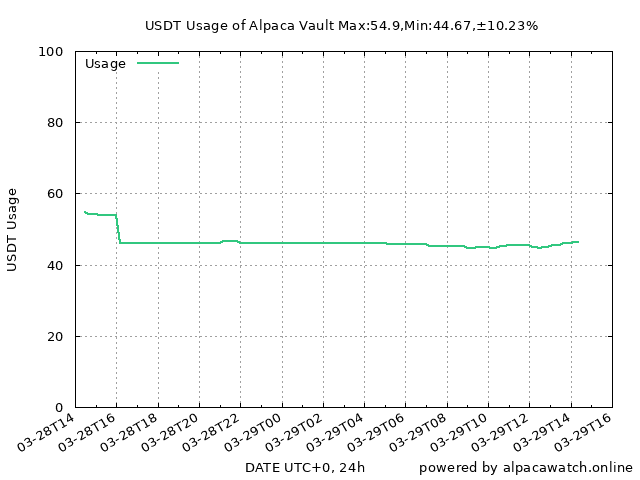 USDT Usage of Alpaca Vault Max:54.9,Min:44.67,±10.23%
100
Usage
80
60
40
20
0
USDT Usage
03-28T14 03-28T16 03-28T18 03-28T20 03-28T22 03-29T00 03-29T02 03-29T04 03-29T06 03-29T08 03-29T10 03-29T12 03-29T14 03-29T16
DATE UTC+0, 24h powered by alpacawatch.online